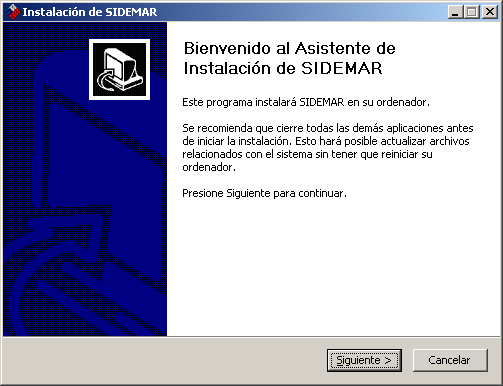 Instalación de SIDEMAR
Bienvenido al Asistente de
Instalación de SIDEMAR
Este programa instalará SIDEMAR en su ordenador.
Se recomienda que cierre todas las demás aplicaciones antes
de iniciar la instalación. Esto hará posible actualizar archivos
relacionados con el sistema sin tener que reiniciar su
ordenador.
Presione Siguiente para continuar.
Siguiente >
Cancelar